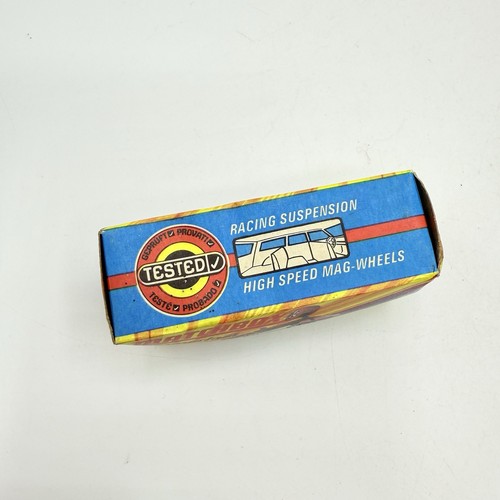 GEPRÜFT PROVATI
TESTED
TESTÉ PROBADO
RACING SUSPENSION
HIGH SPEED MAG-WHEELS